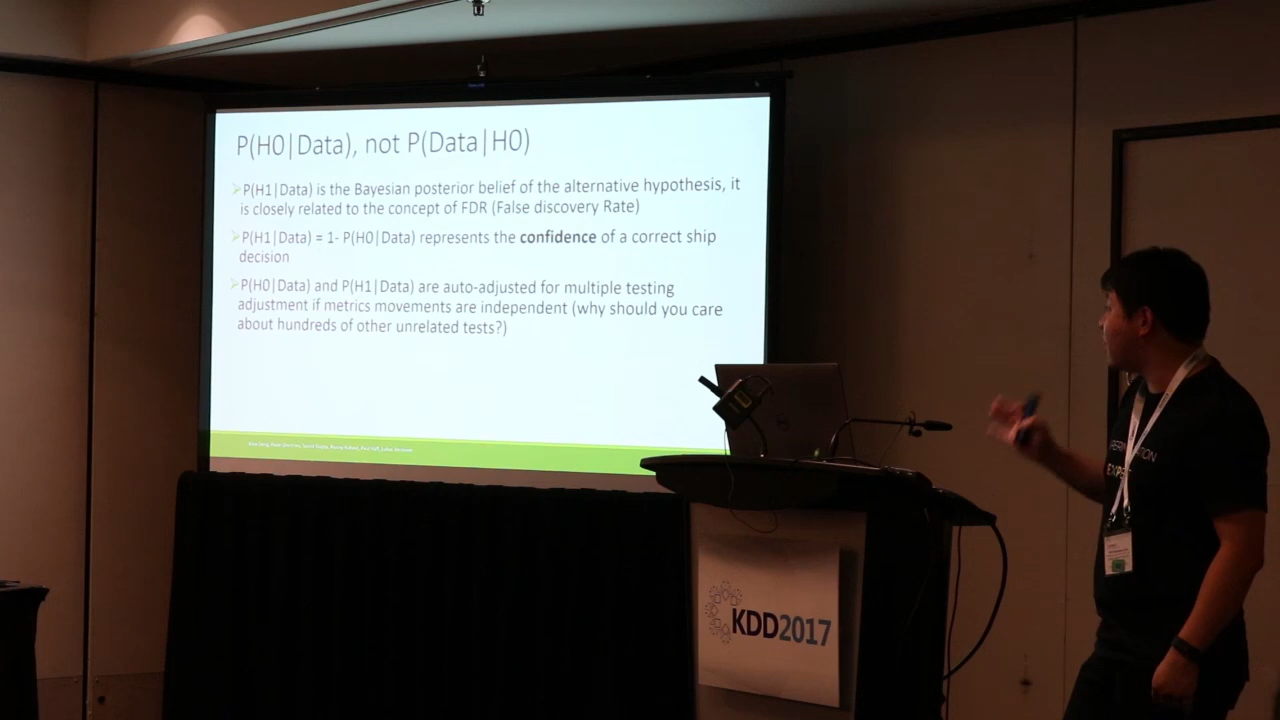 P(H0|Data), not P(Data|H0)
P(H1|Data) is the Bayesian posterior belief of the alternative hypothesis, it
is closely related to the concept of FDR (False discovery Rate)
P(H1|Data) = 1- P(H0|Data) represents the confidence of a correct ship
decision
P(H0|Data) and P(H1|Data) are auto-adjusted for multiple testing
adjustment if metrics movements are independent (why should you care
about hundreds of other unrelated tests?)
KDD2017